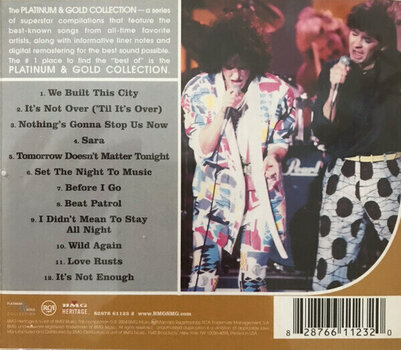 The PLATINUM & GOLD COLLECTION — a series
of superstar compilations that feature the
best-known songs from all-time favorite
artists, along with informative liner notes and
digital remastering for the best sound possible.
The # 1 place to find the "best of" is the
PLATINUM & GOLD COLLECTION.
1. We Built This City
2. It's Not Over ('Til It's Over)
3. Nothing's Gonna Stop Us Now
4. Sara
5. Tomorrow Doesn't Matter Tonight
6. Set The Night To Music
7. Before I Go
8. Beat Patrol
9. I Didn't Mean To Stay
All Night
10. Wild Again
11. Love Rusts
12. It's Not Enough
BMG
HERITAGE.
82876 61123 2
www.BMG
8 28766 11232 0